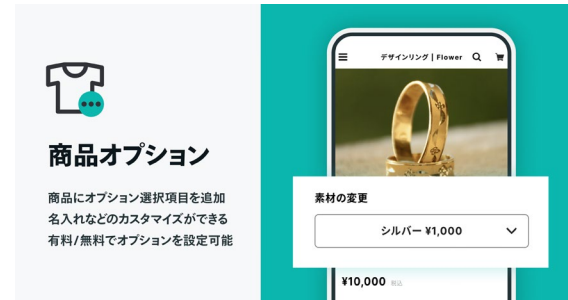 商品オプション
商品にオプション選択項目を追加
名入れなどのカスタマイズができる
有料/無料でオプションを設定可能
デザインリング | Flower
素材の変更
シルバー ¥1,000
¥10,000 税込